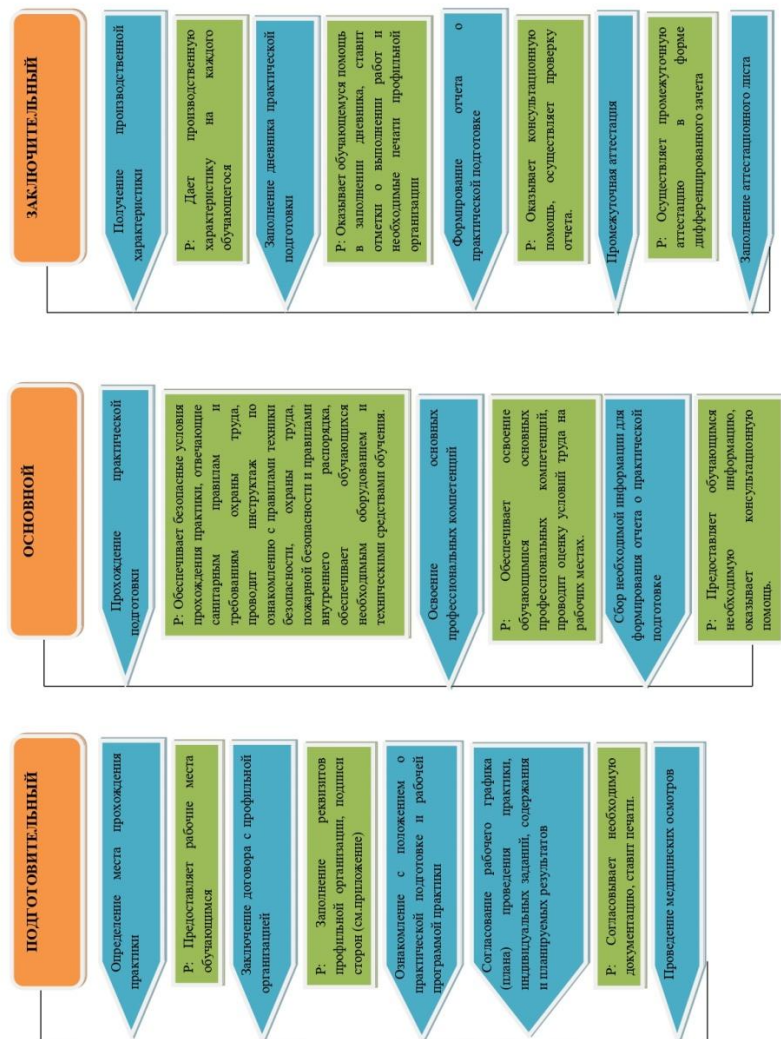 ПОДГОТОВИТЕЛЬНЫЙ
Определение места прохождения
практики
Р: Предоставляет рабочие места
обучающимся
Заключение договора с профильной
организацией
Р: Заполнение реквизитов
профильной организации, подписи
сторон (см.приложение)
Ознакомление с положением о
практической подготовке и рабочей
программой практики
Согласование рабочего графика
(плана) проведения практики,
индивидуальных заданий, содержания
и планируемых результатов
Р: Согласовывает необходимую
документацию, ставит печати.
Проведение медицинских осмотров
ОСНОВНОЙ
Прохождение практической
подготовки
Р: Обеспечивает безопасные условия
прохождения практики, отвечающие
санитарным правилам и
требованиям охраны труда,
проводит инструктаж по
ознакомлению с правилами техники
безопасности, охраны труда,
пожарной безопасности и правилами
внутреннего распорядка,
обеспечивает обучающихся
необходимым оборудованием и
техническими средствами обучения.
Освоение основных
профессиональных компетенций
Р: Обеспечивает освоение
обучающимися основных
профессиональных компетенций,
проводит оценку условий труда на
рабочих местах.
Сбор необходимой информации для
формирования отчета о практической
подготовке
Р: Предоставляет обучающимся
необходимую информацию,
оказывает консультационную
помощь.
ЗАКЛЮЧИТЕЛЬНЫЙ
Получение производственной
характеристики
Р: Дает производственную
характеристику на каждого
обучающегося
Заполнение дневника практической
подготовки
Р: Оказывает обучающемуся помощь
в заполнении дневника, ставит
отметки о выполнении работ и
необходимые печати профильной
организации
Формирование отчета о
практической подготовке
Р: Оказывает консультационную
помощь, осуществляет проверку
отчета.
Промежуточная аттестация
Р: Осуществляет промежуточную
аттестацию в форме
дифференцированного зачета
Заполнение аттестационного листа